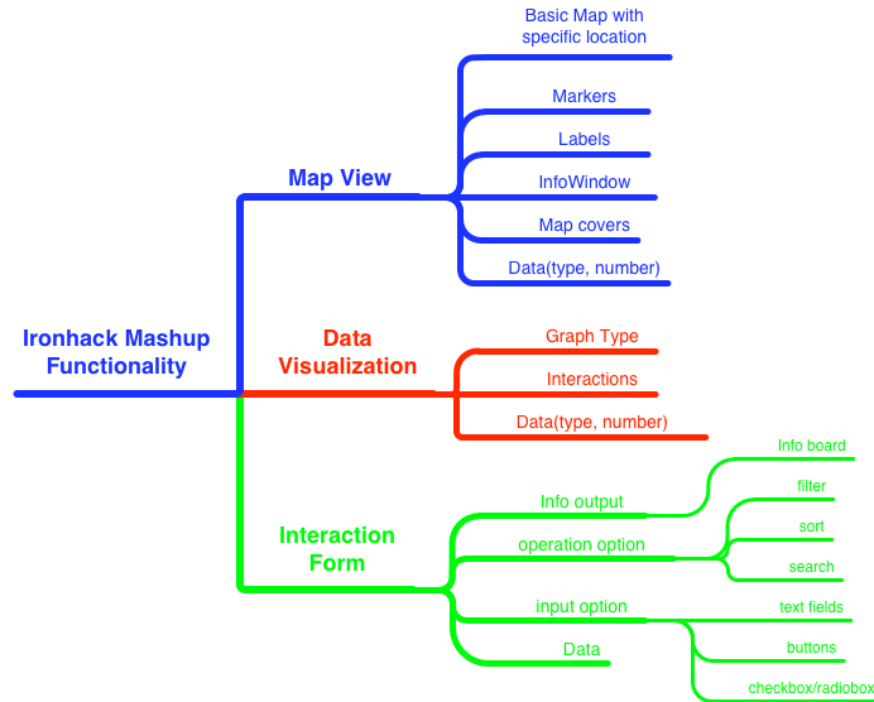 Ironhack Mashup
Functionality
Map View
Basic Map with
specific location
Markers
Labels
InfoWindow
Map covers
Data(type, number)
Data
Visualization
Graph Type
Interactions
Data(type, number)
Interaction
Form
Info output
Info board
operation option
filter
sort
search
input option
text fields
buttons
checkbox/radiobox
Data